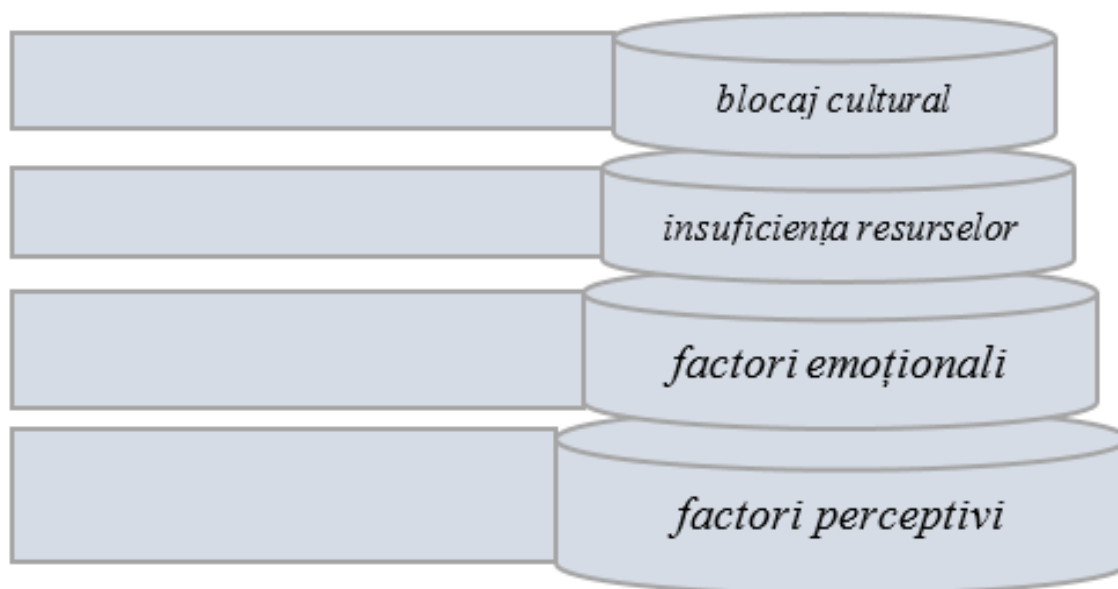 blocaj cultural
insuficiența resurselor
factori emoționali
factori perceptivi